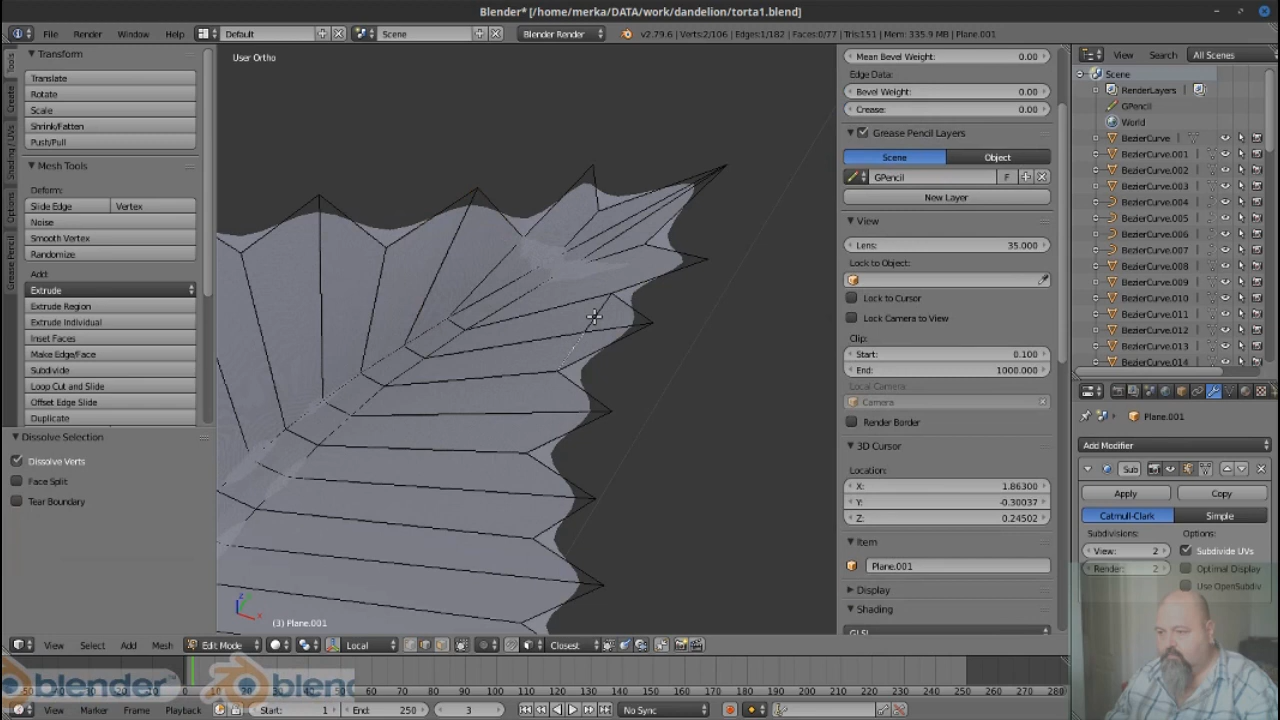 Blender* [/home/merka/DATA/work/dandelion/torta1.blend]
File Render Window Help Default Scene Blender Render v2.79.6 | Verts:2/106 | Edges:1/182 | Faces:0/77 | Tris:151 | Mem: 335.9 MB | Plane.001
Tools
Create
Shading / UVs
Options
Grease Pencil
Transform
Translate
Rotate
Scale
Shrink/Fatten
Push/Pull
Mesh Tools
Deform:
Slide Edge Vertex
Noise
Smooth Vertex
Randomize
Add:
Extrude
Extrude Region
Extrude Individual
Inset Faces
Make Edge/Face
Subdivide
Loop Cut and Slide
Offset Edge Slide
Duplicate
Dissolve Selection
Dissolve Verts
Face Split
Tear Boundary
User Ortho
z
x
(3) Plane.001
Mean Bevel Weight: 0.00
Edge Data:
Bevel Weight: 0.00
Crease: 0.00
Grease Pencil Layers
Scene Object
GPencil F
New Layer
View
Lens: 35.000
Lock to Object:
Lock to Cursor
Lock Camera to View
Clip:
Start: 0.100
End: 1000.000
Local Camera
Camera
Render Border
3D Cursor
Location:
X: 1.86300
Y: -0.30037
Z: 0.24502
Item
Plane.001
Display
Shading
GLSL
View Search All Scenes
Scene
RenderLayers
GPencil
World
BezierCurve
BezierCurve.001
BezierCurve.002
BezierCurve.003
BezierCurve.004
BezierCurve.005
BezierCurve.006
BezierCurve.007
BezierCurve.008
BezierCurve.009
BezierCurve.010
BezierCurve.011
BezierCurve.012
BezierCurve.013
BezierCurve.014
Plane.001
Add Modifier
Sub
Apply Copy
Catmull-Clark Simple
Subdivisions: Options:
View: 2 Subdivide UVs
Render: 2 Optimal Display
Use OpenSubdiv
View Select Add Mesh Edit Mode Local Closest
blender blen
-50 -40 -30 -20 -10 0 10 20 30 40 50 60 70 80 90 100 110 120 130 140 150 160 170 180 190 200 210 220 230 240 250 260 270 280
View Marker Frame Playback Start: 1 End: 250 3 No Sync